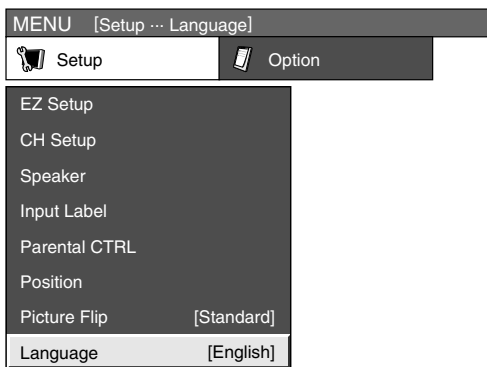 MENU [Setup ··· Language]
Setup Option
EZ Setup
CH Setup
Speaker
Input Label
Parental CTRL
Position
Picture Flip [Standard]
Language [English]